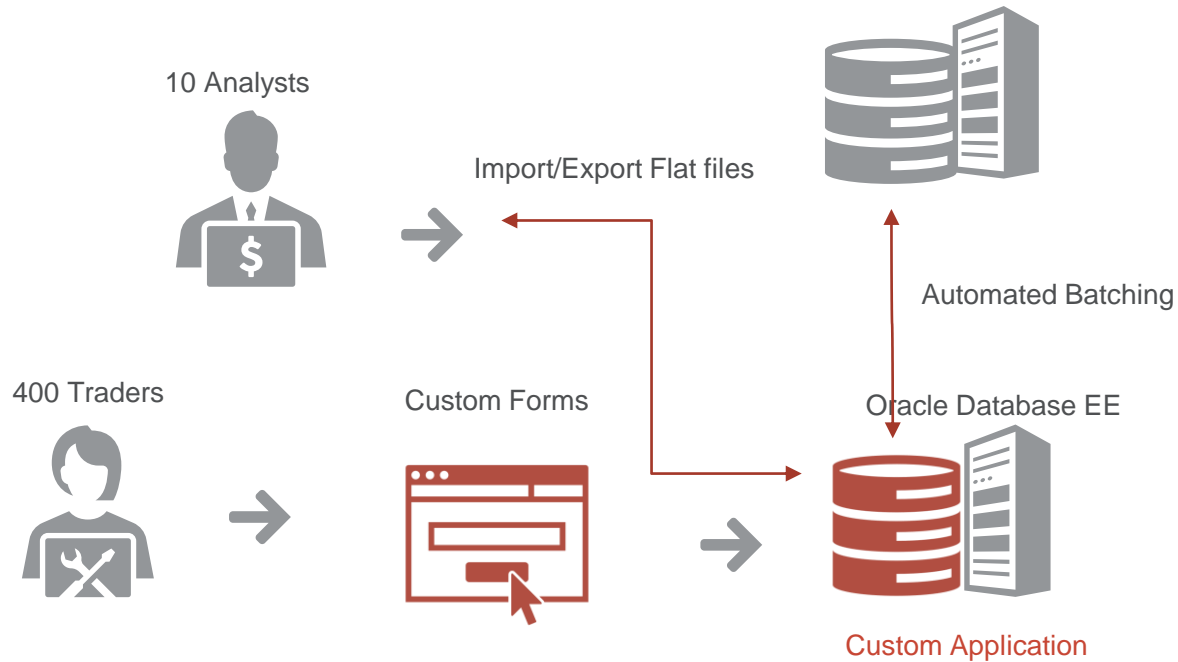 10 Analysts
Import/Export Flat files
$
Automated Batching
400 Traders
Custom Forms
Oracle Database EE
Custom Application